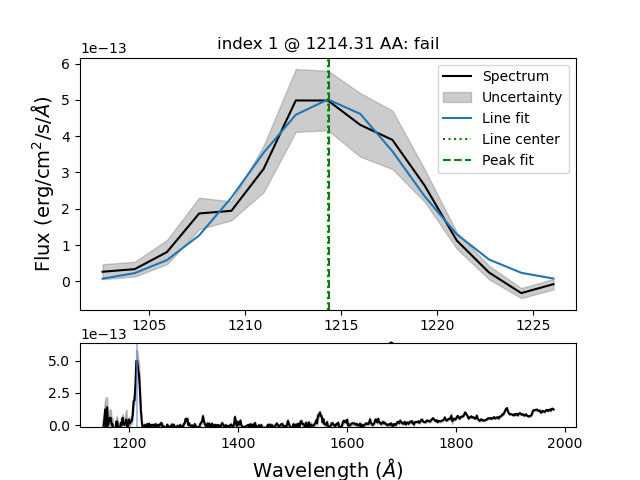 index 1 @ 1214.31 AA: fail
1e−13
Flux (erg/cm²/s/Å)
6
5
4
3
2
1
0
Spectrum
Uncertainty
Line fit
Line center
Peak fit
1205 1210 1215 1220 1225
1e−13
5.0
2.5
0.0
1200 1400 1600 1800 2000
Wavelength (Å)